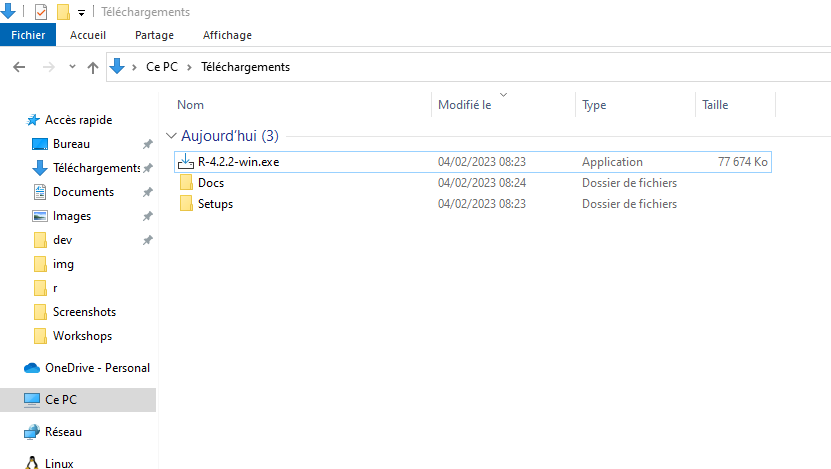 Téléchargements
Fichier Accueil Partage Affichage
Ce PC Téléchargements
Nom Modifié le Type Taille
Accès rapide
Bureau
Téléchargements
Documents
Images
dev
img
r
Screenshots
Workshops
OneDrive - Personal
Ce PC
Réseau
Linux
Aujourd'hui (3)
R-4.2.2-win.exe 04/02/2023 08:23 Application 77 674 Ko
Docs 04/02/2023 08:24 Dossier de fichiers
Setups 04/02/2023 08:23 Dossier de fichiers